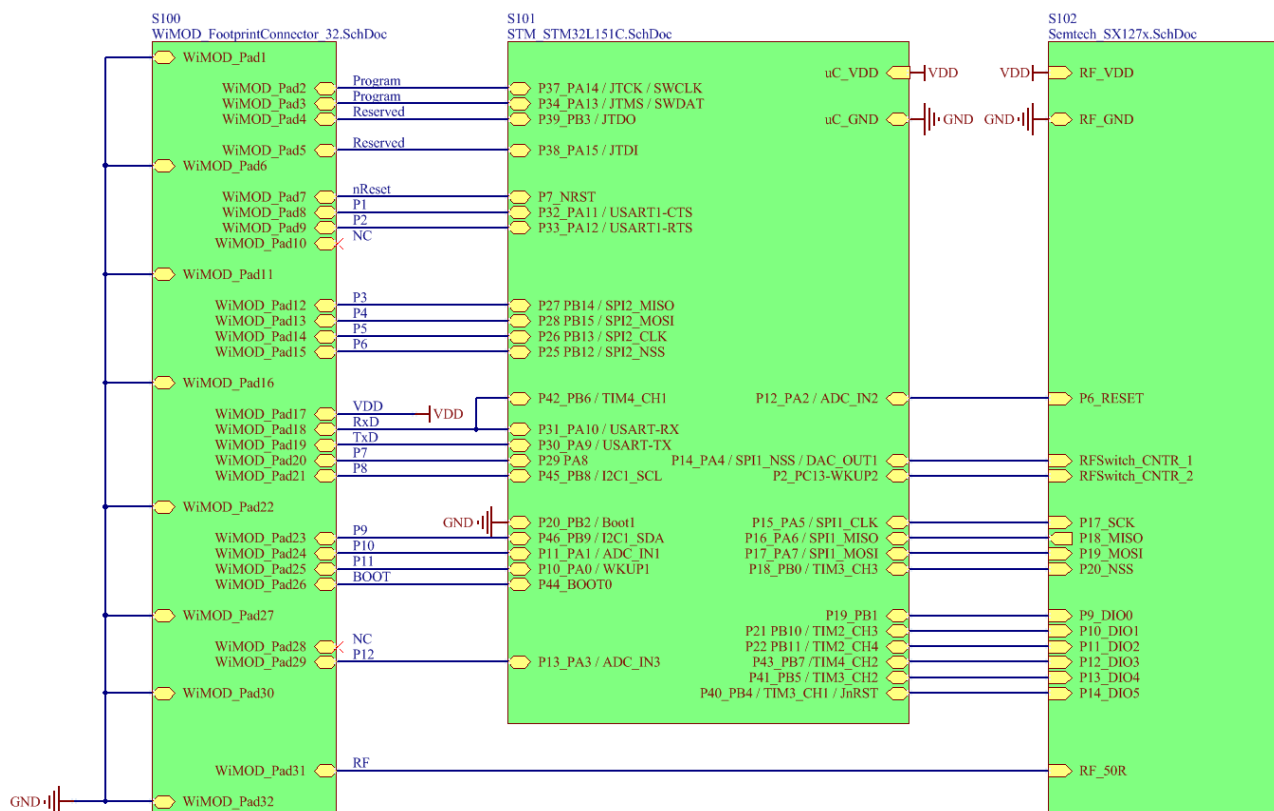 S100
WiMOD_FootprintConnector_32.SchDoc
S101
STM_STM32L151C.SchDoc
S102
Semtech_SX127x.SchDoc
WiMOD_Pad1
uC_VDD VDD VDD RF_VDD
WiMOD_Pad2 Program P37_PA14 / JTCK / SWCLK
WiMOD_Pad3 Program P34_PA13 / JTMS / SWDAT
WiMOD_Pad4 Reserved P39_PB3 / JTDO uC_GND GND GND RF_GND
WiMOD_Pad5 Reserved P38_PA15 / JTDI
WiMOD_Pad6
WiMOD_Pad7 nReset P7_NRST
WiMOD_Pad8 P1 P32_PA11 / USART1-CTS
WiMOD_Pad9 P2 P33_PA12 / USART1-RTS
WiMOD_Pad10 NC
WiMOD_Pad11
WiMOD_Pad12 P3 P27 PB14 / SPI2_MISO
WiMOD_Pad13 P4 P28 PB15 / SPI2_MOSI
WiMOD_Pad14 P5 P26 PB13 / SPI2_CLK
WiMOD_Pad15 P6 P25 PB12 / SPI2_NSS
WiMOD_Pad16
P42_PB6 / TIM4_CH1 P12_PA2 / ADC_IN2 P6_RESET
WiMOD_Pad17 VDD VDD
WiMOD_Pad18 RxD P31_PA10 / USART-RX
WiMOD_Pad19 TxD P30_PA9 / USART-TX
WiMOD_Pad20 P7 P29 PA8 P14_PA4 / SPI1_NSS / DAC_OUT1 RFSwitch_CNTR_1
WiMOD_Pad21 P8 P45_PB8 / I2C1_SCL P2_PC13-WKUP2 RFSwitch_CNTR_2
WiMOD_Pad22
GND P20_PB2 / Boot1 P15_PA5 / SPI1_CLK P17_SCK
WiMOD_Pad23 P9 P46_PB9 / I2C1_SDA P16_PA6 / SPI1_MISO P18_MISO
WiMOD_Pad24 P10 P11_PA1 / ADC_IN1 P17_PA7 / SPI1_MOSI P19_MOSI
WiMOD_Pad25 P11 P10_PA0 / WKUP1 P18_PB0 / TIM3_CH3 P20_NSS
WiMOD_Pad26 BOOT P44_BOOT0
WiMOD_Pad27 P19_PB1 P9_DIO0
P21 PB10 / TIM2_CH3 P10_DIO1
WiMOD_Pad28 NC P22 PB11 / TIM2_CH4 P11_DIO2
WiMOD_Pad29 P12 P13_PA3 / ADC_IN3 P43_PB7 / TIM4_CH2 P12_DIO3
P41_PB5 / TIM3_CH2 P13_DIO4
WiMOD_Pad30 P40_PB4 / TIM3_CH1 / JnRST P14_DIO5
WiMOD_Pad31 RF RF_50R
GND WiMOD_Pad32